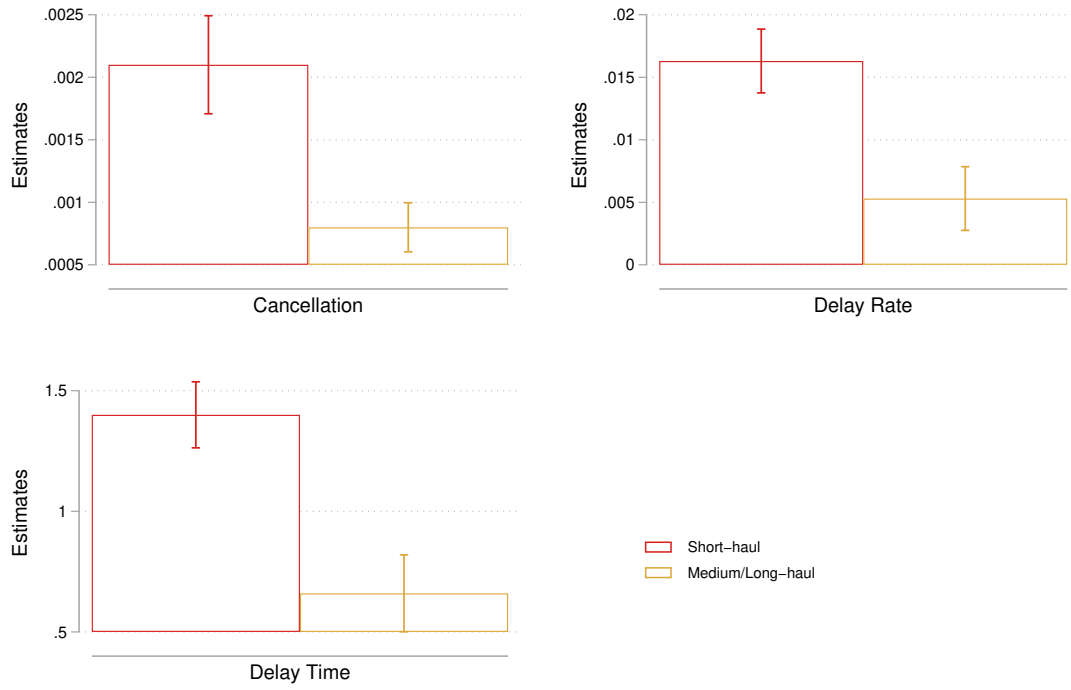 .0025
.002
.0015
.001
.0005
Estimates
Cancellation
.02
.015
.01
.005
0
Estimates
Delay Rate
1.5
1
.5
Estimates
Delay Time
Short−haul
Medium/Long−haul